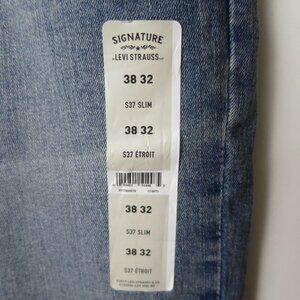 SIGNATURE
LEVI STRAUSS
38 32
S37 SLIM
38 32
S37 ÉTROIT
38 32
S37 SLIM
38 32
S37 ÉTROIT